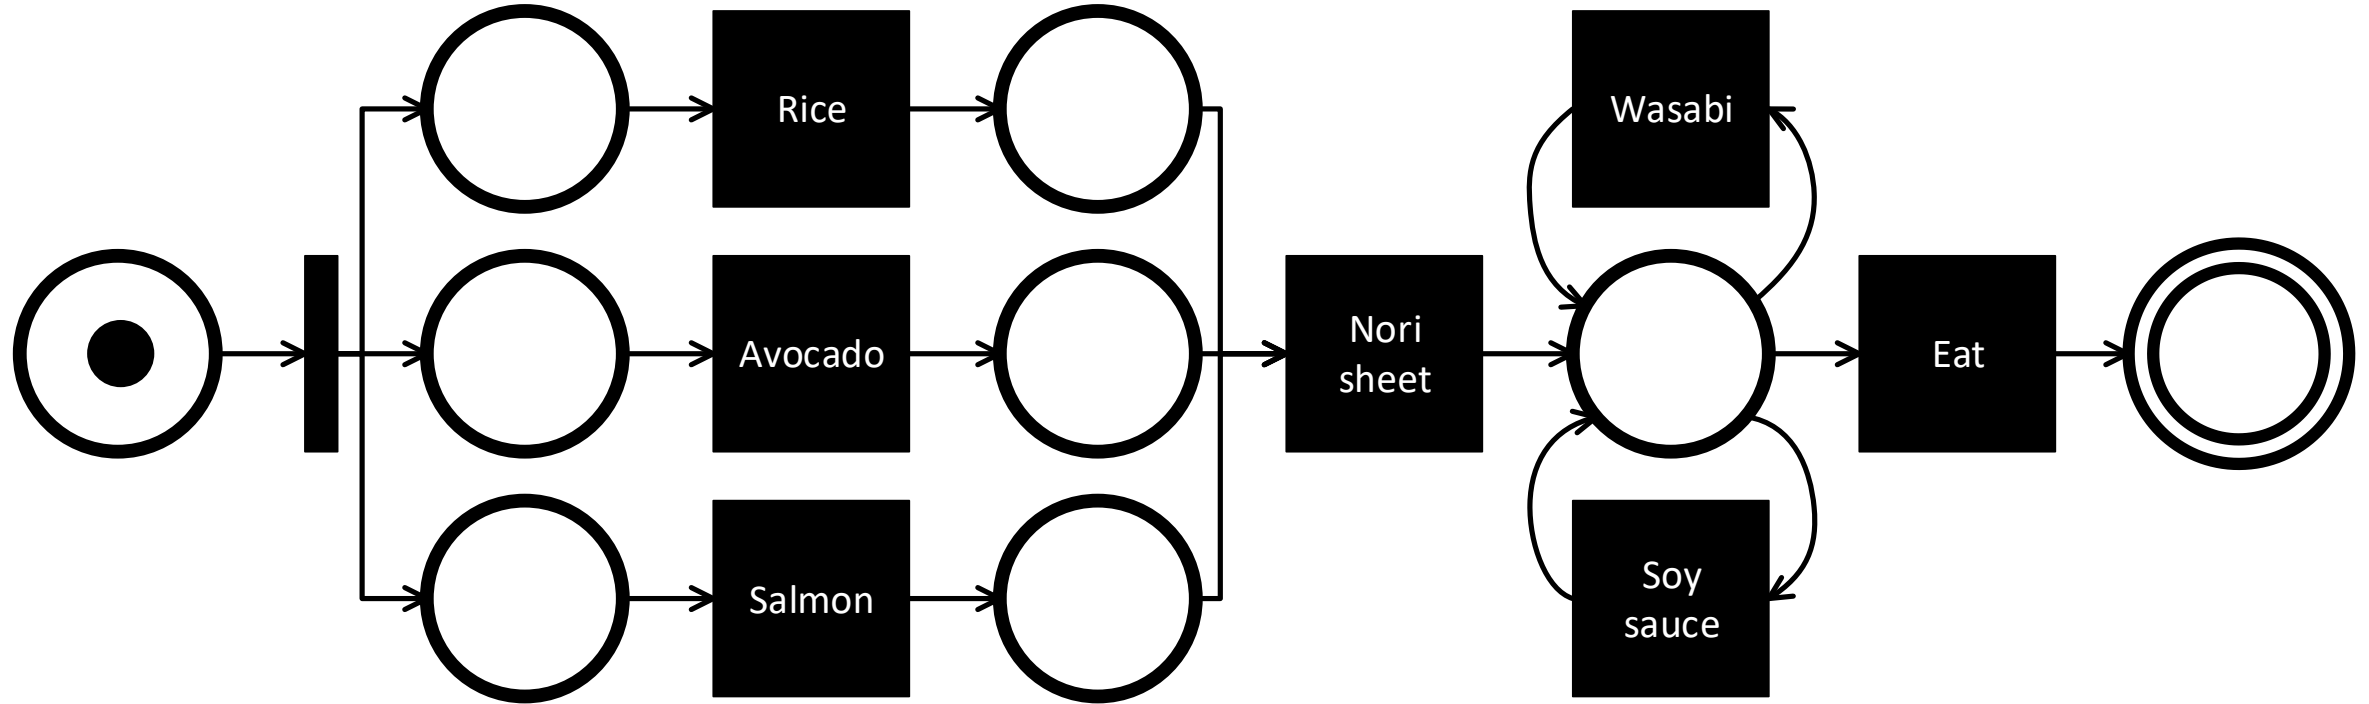 Rice
Wasabi
Avocado
Nori
sheet
Eat
Salmon
Soy
sauce